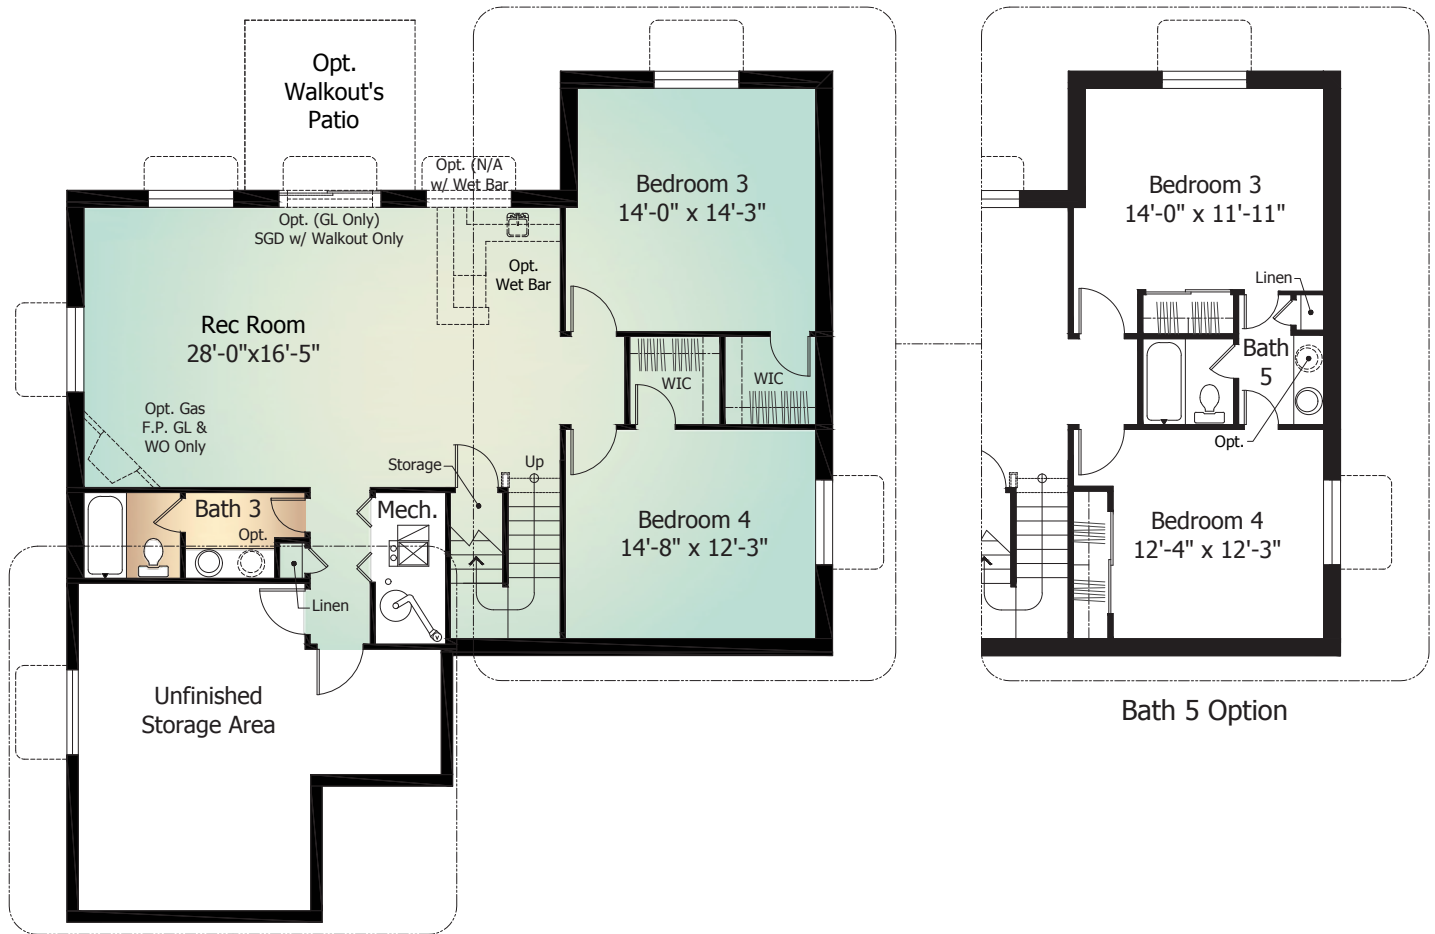 Opt.
Walkout's
Patio
Opt. (N/A
w/ Wet Bar
Opt. (GL Only)
SGD w/ Walkout Only
Opt.
Wet Bar
Bedroom 3
14'-0" x 14'-3"
Rec Room
28'-0"x16'-5"
WIC
WIC
Opt. Gas
F.P. GL &
WO Only
Storage
Up
Bath 3
Opt.
Mech.
Bedroom 4
14'-8" x 12'-3"
Linen
Unfinished
Storage Area
Bedroom 3
14'-0" x 11'-11"
Linen
Bath
5
Opt.
Bedroom 4
12'-4" x 12'-3"
Bath 5 Option